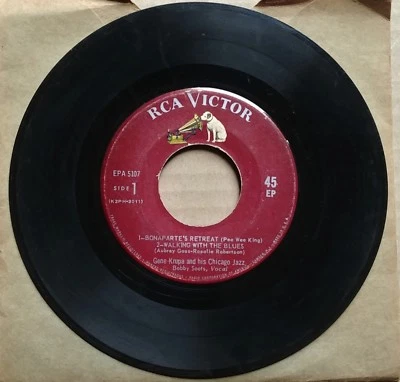 RCA VICTOR
EPA 5107
SIDE 1
45
EP
1-BONAPARTE'S RETREAT (Pee Wee King)
2-WALKING WITH THE BLUES
Gene Krupa and his Chicago Jazz
Bobby Soots, Vocal